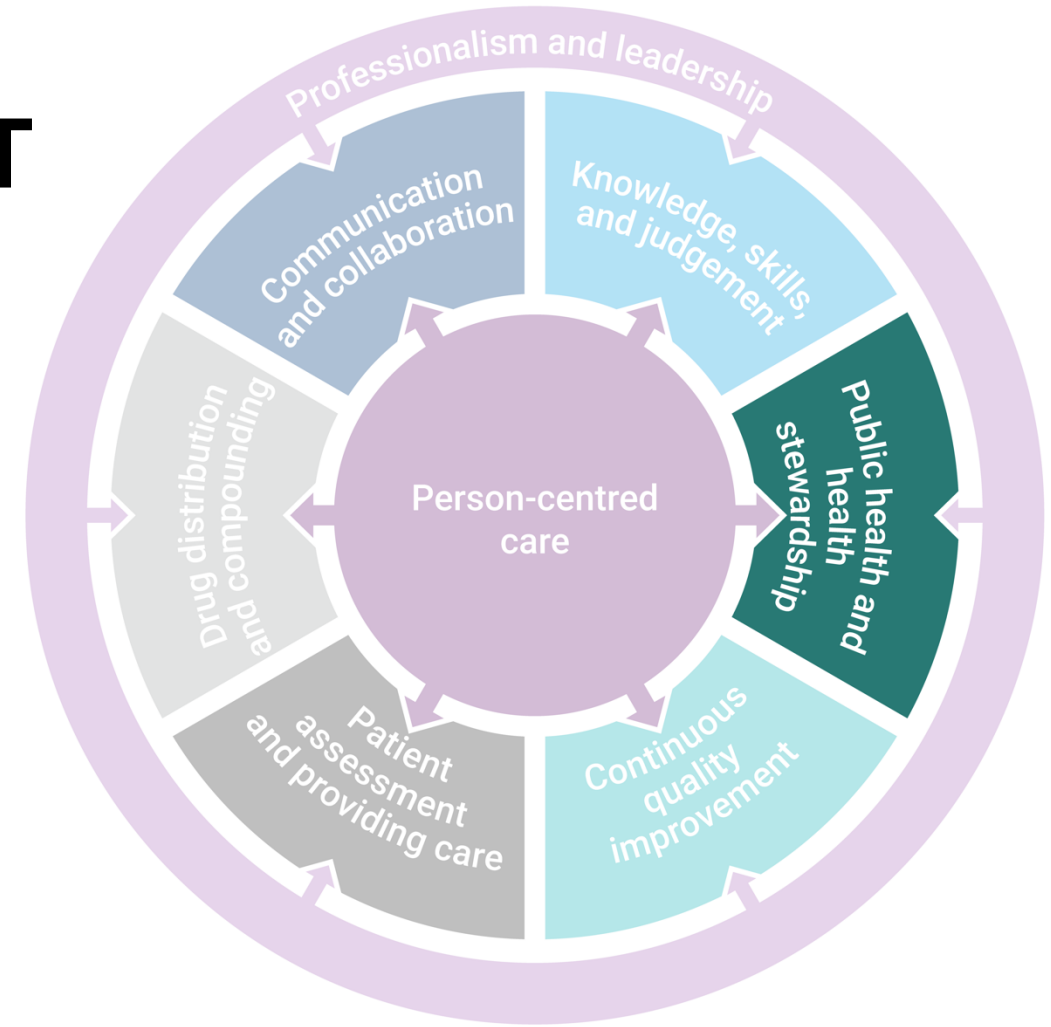 T
Professionalism and leadership
Communication
and collaboration
Knowledge, skills,
and judgement
Drug distribution
and compounding
Person-centred
care
Public health and
health
stewardship
Patient
assessment
and providing care
Continuous
quality
improvement